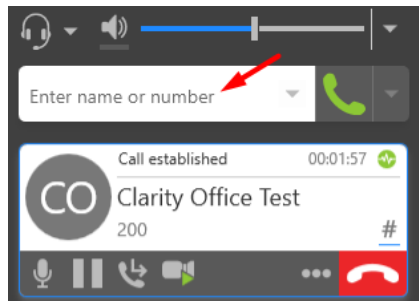 Enter name or number
Call established 00:01:57
CO
Clarity Office Test
200 #